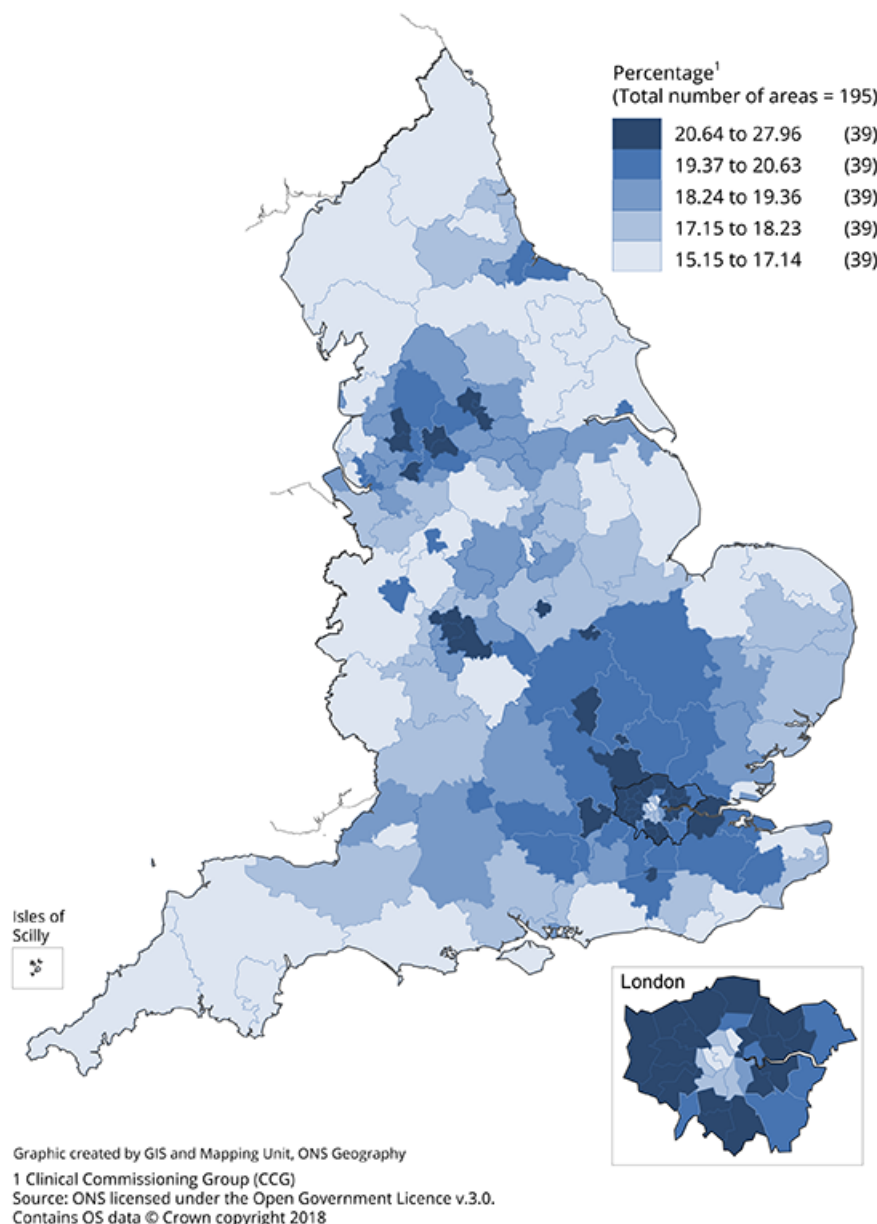 Percentage¹
(Total number of areas = 195)
20.64 to 27.96 (39)
19.37 to 20.63 (39)
18.24 to 19.36 (39)
17.15 to 18.23 (39)
15.15 to 17.14 (39)
Isles of
Scilly
London
Graphic created by GIS and Mapping Unit, ONS Geography
1 Clinical Commissioning Group (CCG)
Source: ONS licensed under the Open Government Licence v.3.0.
Contains OS data © Crown copyright 2018